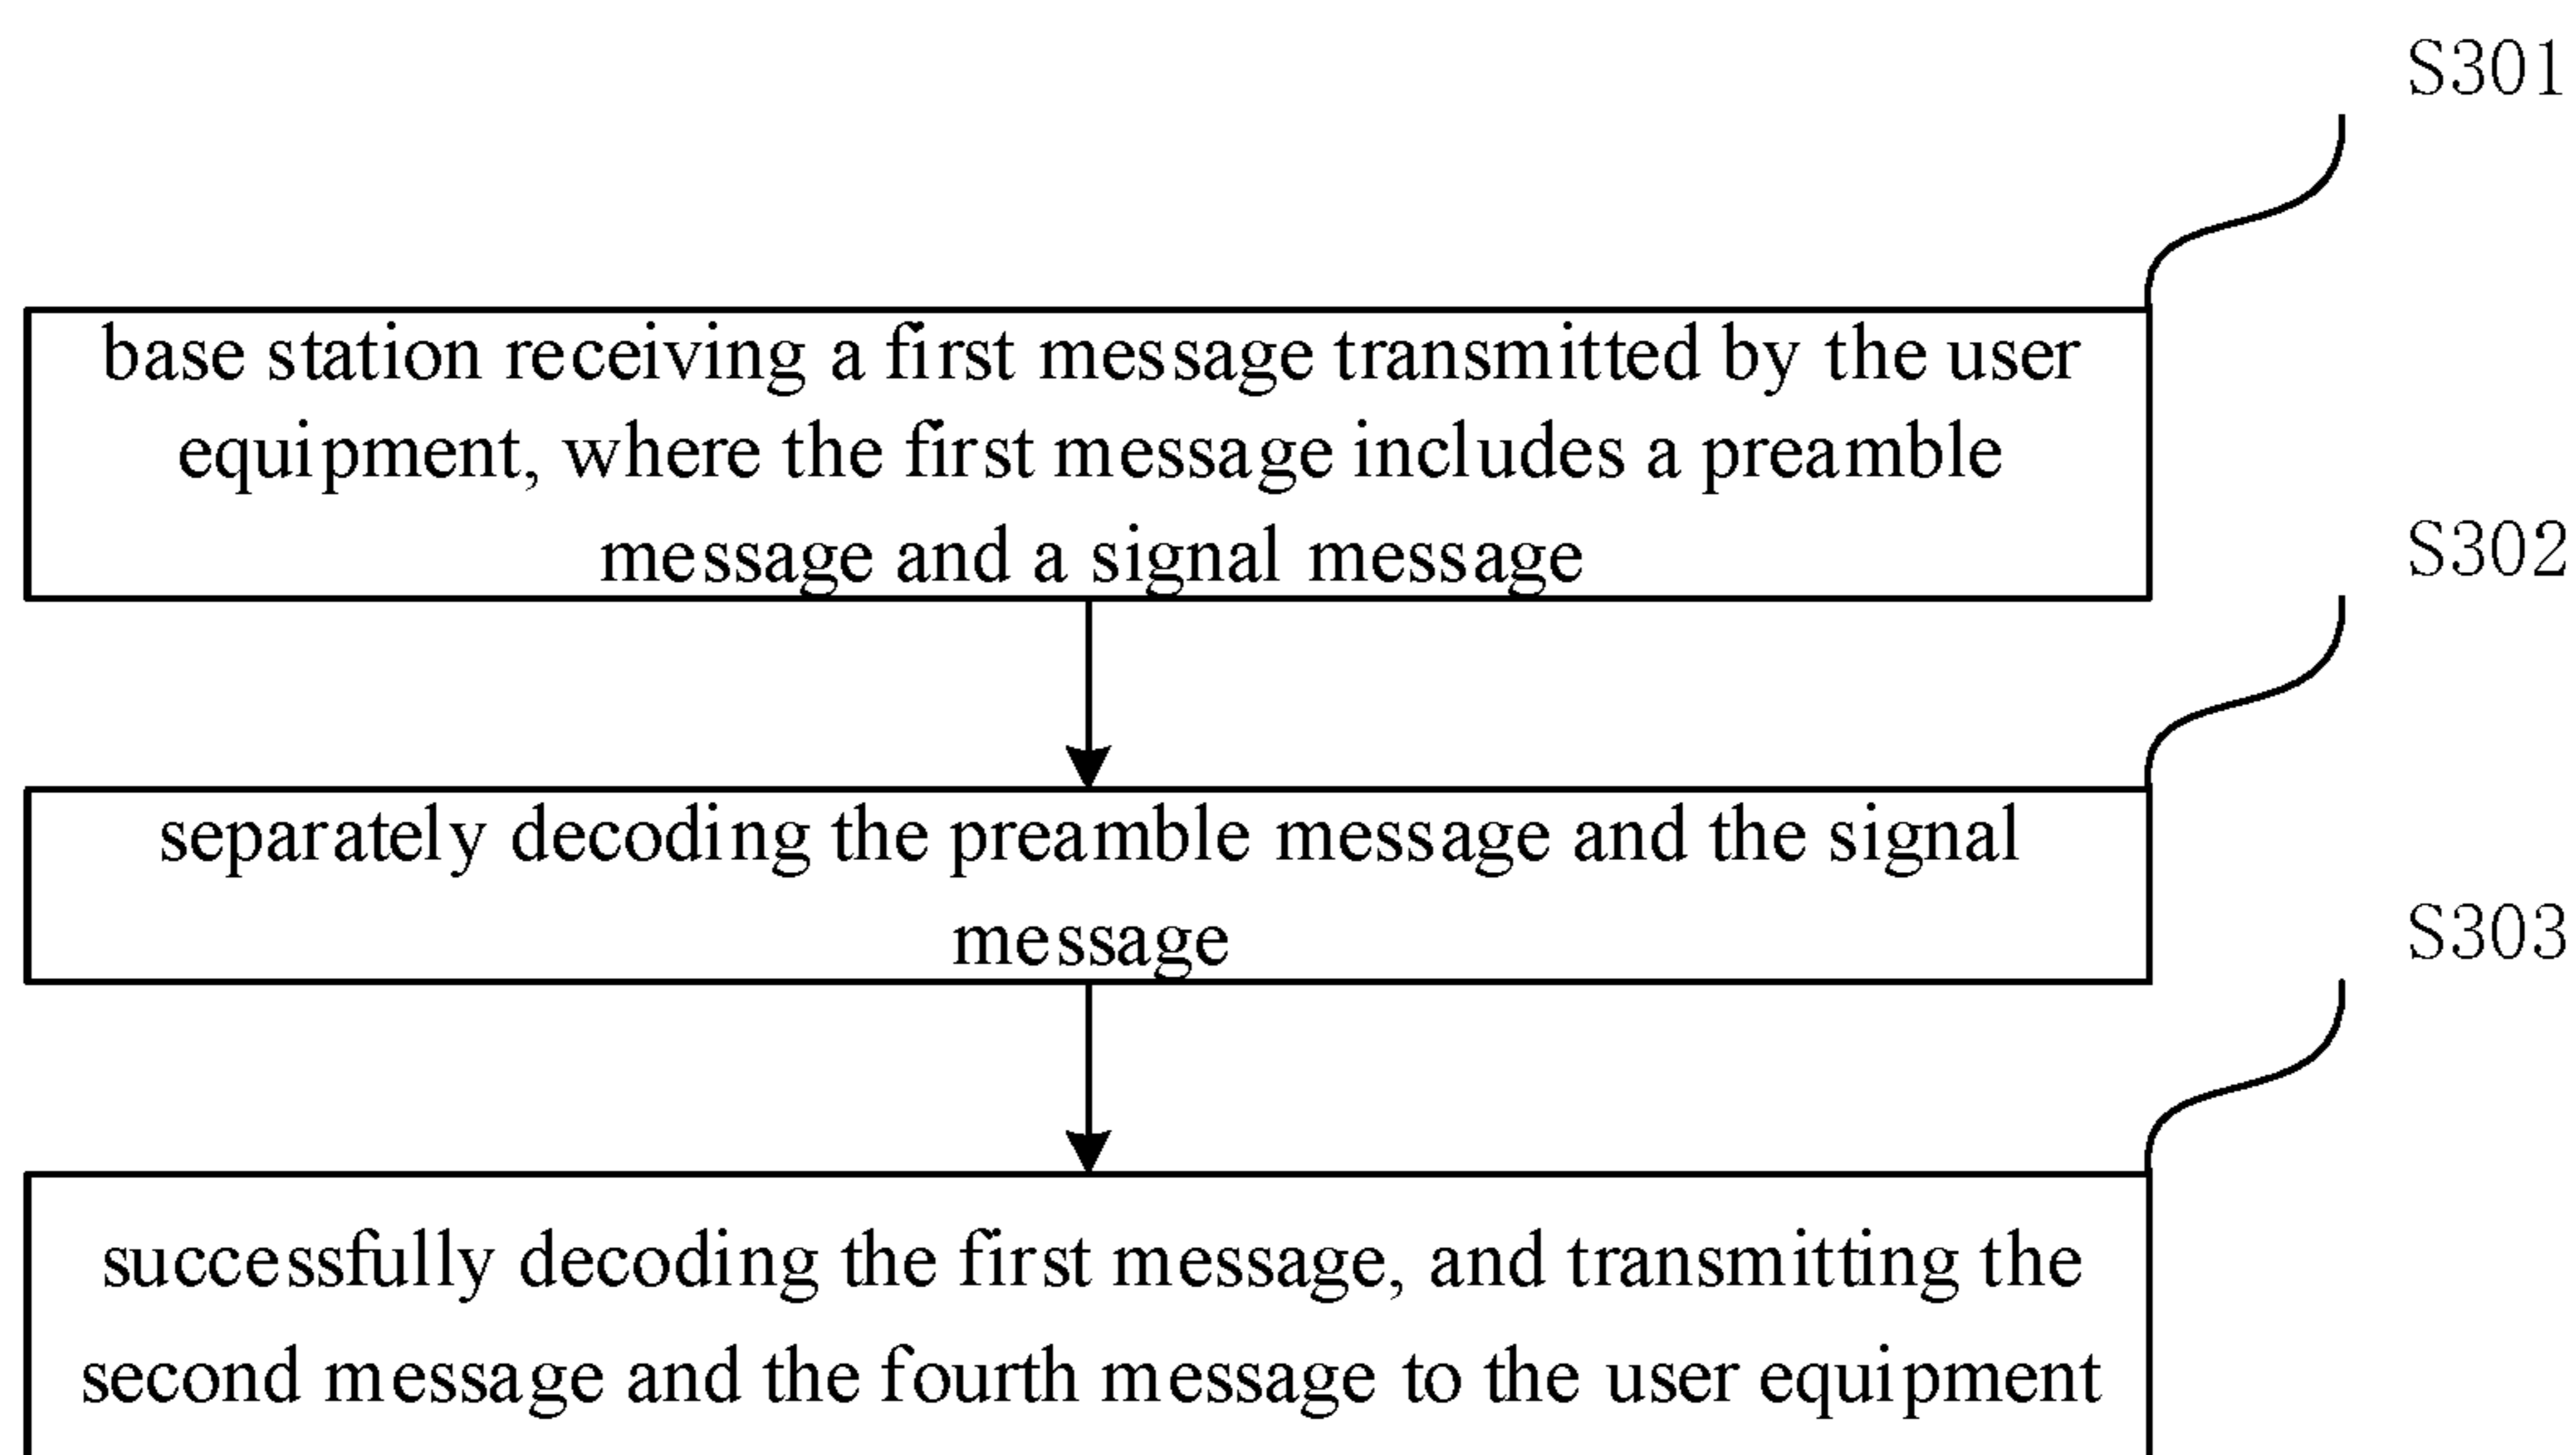 S301
base station receiving a first message transmitted by the user
equipment, where the first message includes a preamble
message and a signal message
S302
separately decoding the preamble message and the signal
message
S303
successfully decoding the first message, and transmitting the
second message and the fourth message to the user equipment